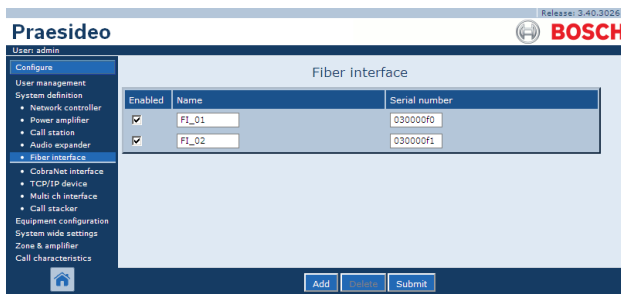 Release: 3.40.3026
Praesideo
BOSCH
User: admin
Configure
User management
System definition
• Network controller
• Power amplifier
• Call station
• Audio expander
• Fiber interface
• CobraNet interface
• TCP/IP device
• Multi ch interface
• Call stacker
Equipment configuration
System wide settings
Zone & amplifier
Call characteristics
Fiber interface
Enabled Name Serial number
FI_01 030000f0
FI_02 030000f1
Add Delete Submit